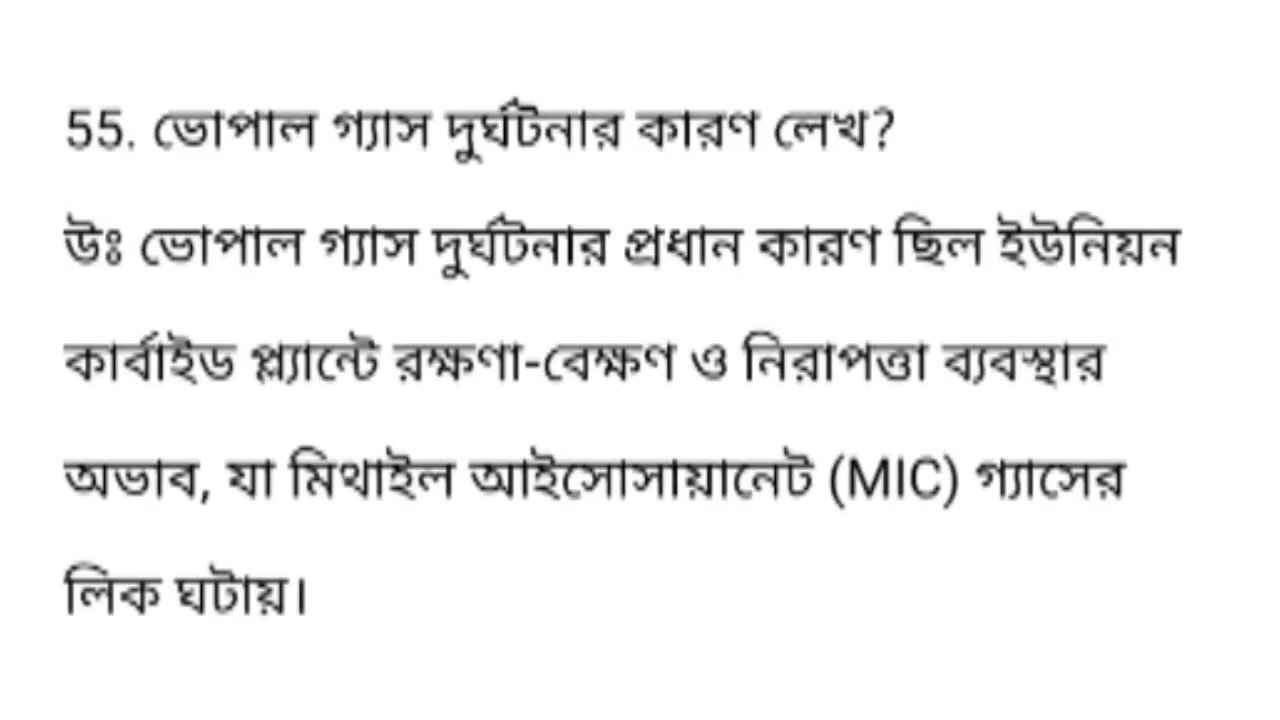 55. ভোপাল গ্যাস দুর্ঘটনার কারণ লেখ?
উঃ ভোপাল গ্যাস দুর্ঘটনার প্রধান কারণ ছিল ইউনিয়ন
কার্বাইড প্ল্যান্টে রক্ষণা-বেক্ষণ ও নিরাপত্তা ব্যবস্থার
অভাব, যা মিথাইল আইসোসায়ানেট (MIC) গ্যাসের
লিক ঘটায়।